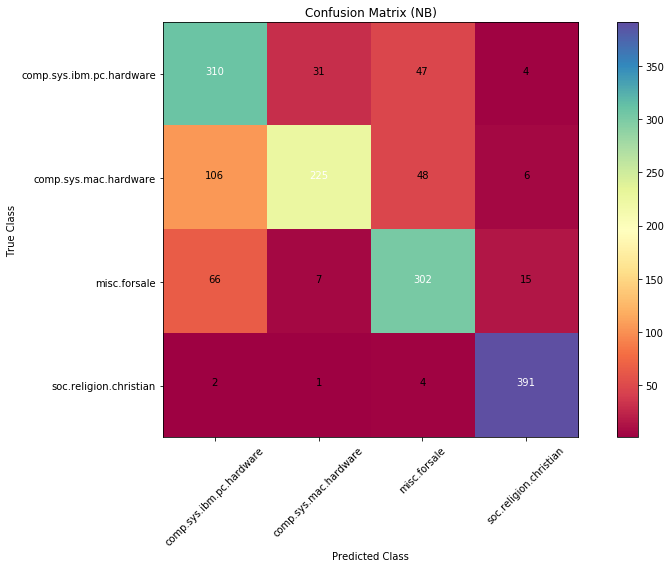 Confusion Matrix (NB)
comp.sys.ibm.pc.hardware
310 31 47 4
comp.sys.mac.hardware
106 225 48 6
misc.forsale
66 7 302 15
soc.religion.christian
2 1 4 391
comp.sys.ibm.pc.hardware
comp.sys.mac.hardware
misc.forsale
soc.religion.christian
True Class
Predicted Class
350
300
250
200
150
100
50